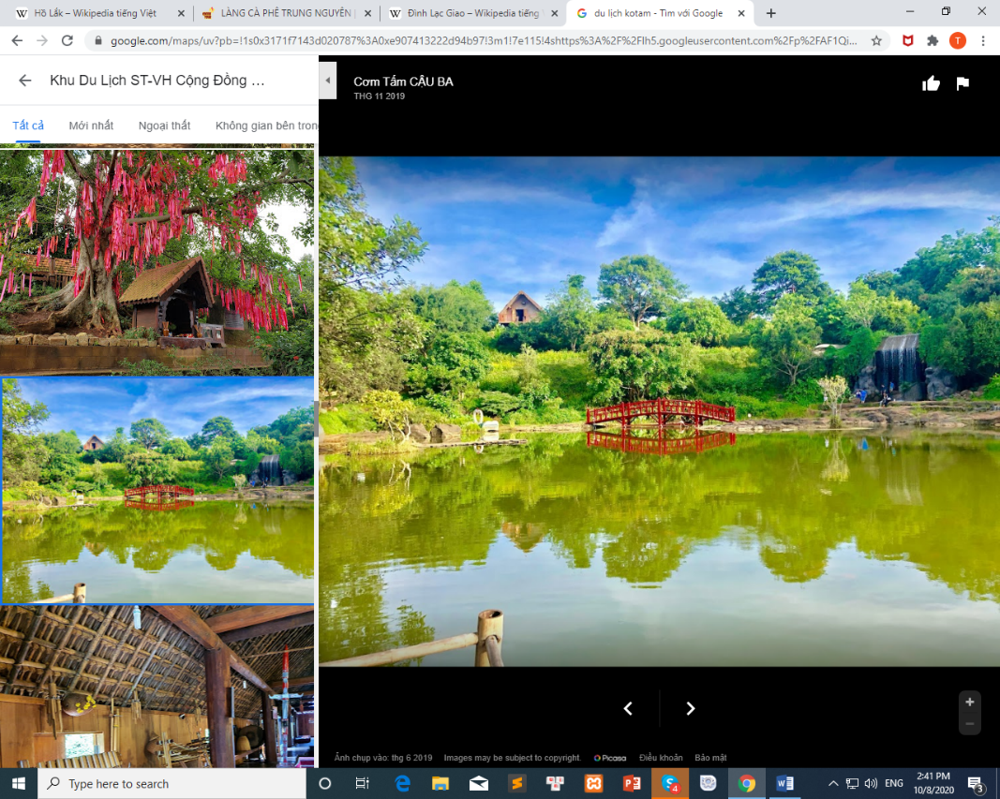 Hồ Lắk – Wikipedia tiếng Việt
LÀNG CÀ PHÊ TRUNG NGUYÊN |
Đình Lạc Giao – Wikipedia tiếng
du lịch kotam - Tìm với Google
google.com/maps/uv?pb=!1s0x3171f7143d020787%3A0xe907413222d94b97!3m1!7e115!4shttps%3A%2F%2Flh5.googleusercontent.com%2Fp%2FAF1Qi...
T
Khu Du Lịch ST-VH Cộng Đồng ...
Tất cả
Mới nhất
Ngoại thất
Không gian bên tron
Cơm Tấm CẬU BA
THG 11 2019
Ảnh chụp vào: thg 6 2019
Images may be subject to copyright.
Picasa
Điều khoản
Bảo mật
Type here to search
4
ENG
2:41 PM
10/8/2020
3